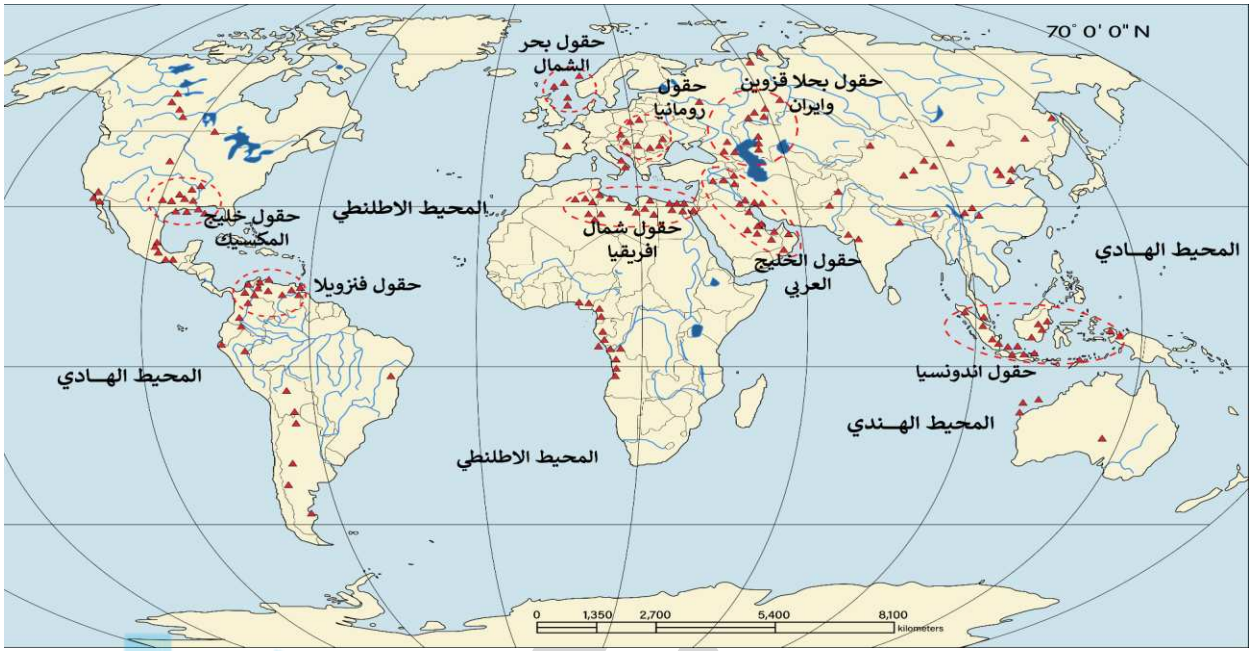 70° 0' 0" N
حقول بحر
الشمال
حقول بحلا قزوين
وايران
حقول
رومانيا
المحيط الاطلنطي
حقول خليج
المكسيك
حقول شمال
افريقيا
حقول الخليج
العربي
المحيط الهـادي
حقول فنزويلا
المحيط الهـــادي
حقول اندونسيا
المحيط الهـــندي
المحيط الاطلنطي
0 1,350 2,700 5,400 8,100
kilometers